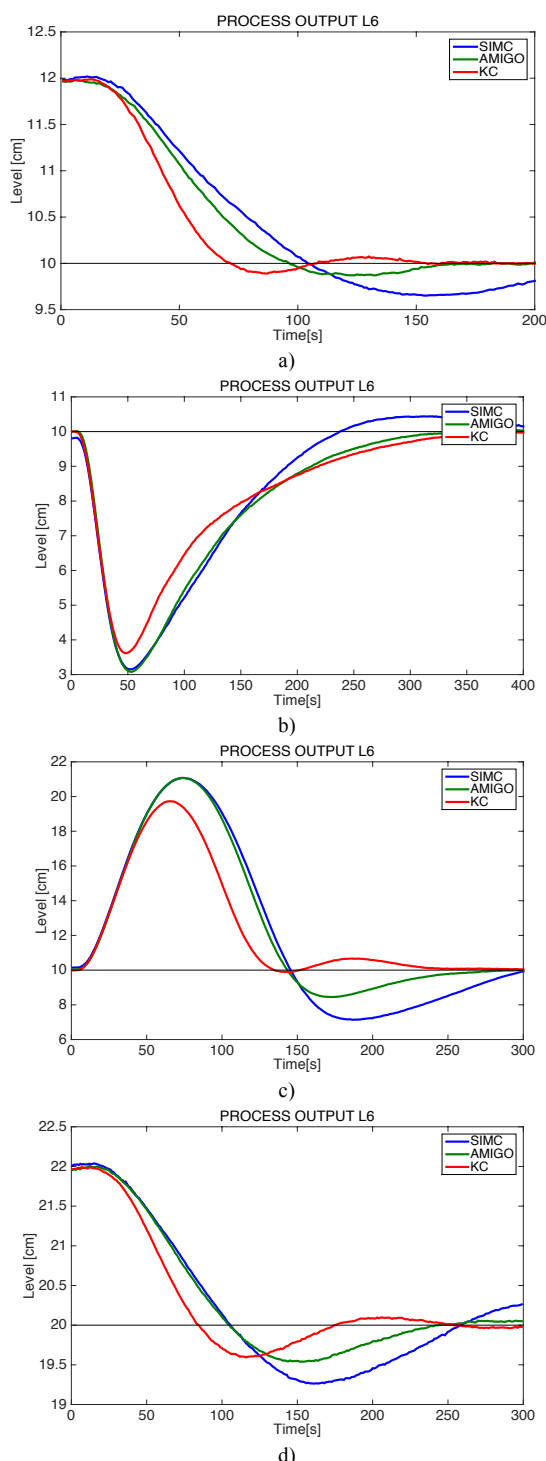 PROCESS OUTPUT L6
12.5
12
11.5
11
10.5
10
9.5
Level [cm]
SIMC
AMIGO
KC
0 50 100 150 200
Time[s]
a)
PROCESS OUTPUT L6
11
10
9
8
7
6
5
4
3
Level [cm]
SIMC
AMIGO
KC
0 50 100 150 200 250 300 350 400
Time[s]
b)
PROCESS OUTPUT L6
22
20
18
16
14
12
10
8
6
Level [cm]
SIMC
AMIGO
KC
0 50 100 150 200 250 300
Time[s]
c)
PROCESS OUTPUT L6
22.5
22
21.5
21
20.5
20
19.5
19
Level [cm]
SIMC
AMIGO
KC
0 50 100 150 200 250 300
Time[s]
d)